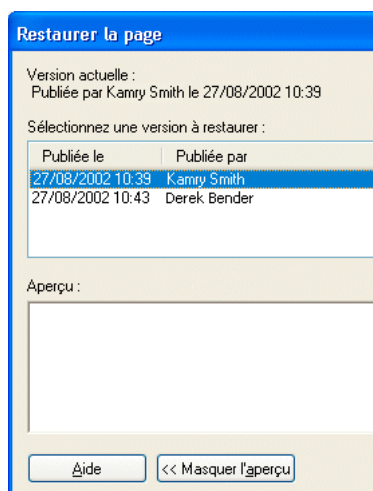 Restaurer la page
Version actuelle :
Publiée par Kamry Smith le 27/08/2002 10:39
Sélectionnez une version à restaurer :
Publiée le Publiée par
27/08/2002 10:39 Kamry Smith
27/08/2002 10:43 Derek Bender
Aperçu :
Aide << Masquer l'aperçu